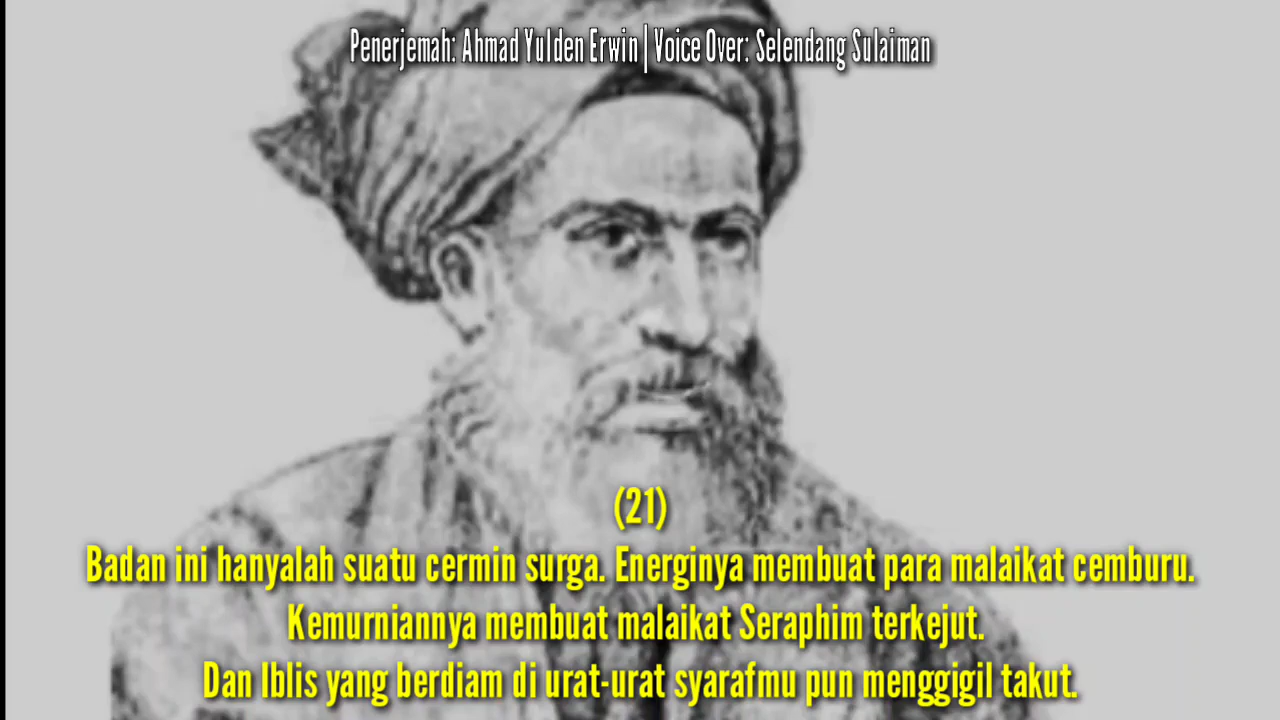 Penerjemah: Ahmad Yulden Erwin | Voice Over: Selendang Sulaiman
(21)
Badan ini hanyalah suatu cermin surga. Energinya membuat para malaikat cemburu.
Kemurniannya membuat malaikat Seraphim terkejut.
Dan Iblis yang berdiam di urat-urat syarafmu pun menggigil takut.